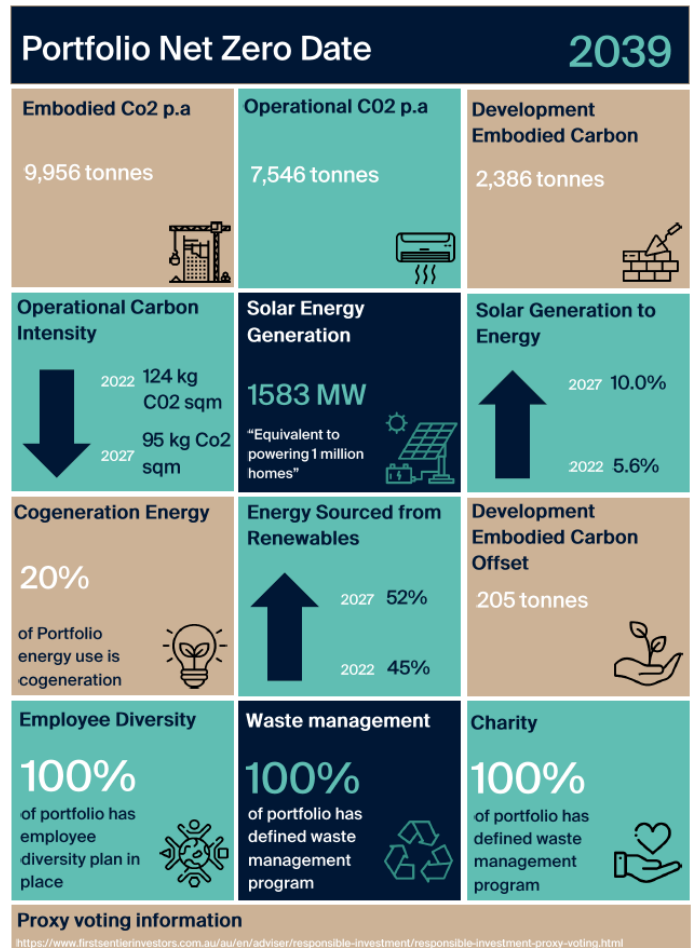 Portfolio Net Zero Date
2039
Embodied Co2 p.a
9,956 tonnes
Operational C02 p.a
7,546 tonnes
Development
Embodied Carbon
2,386 tonnes
Operational Carbon
Intensity
2022 124 kg
C02 sqm
2027 95 kg Co2
sqm
Solar Energy
Generation
1583 MW
"Equivalent to
powering 1 million
homes"
Solar Generation to
Energy
2027 10.0%
2022 5.6%
Cogeneration Energy
20%
of Portfolio
energy use is
cogeneration
Energy Sourced from
Renewables
2027 52%
2022 45%
Development
Embodied Carbon
Offset
205 tonnes
Employee Diversity
100%
of portfolio has
employee
diversity plan in
place
Waste management
100%
of portfolio has
defined waste
management
program
Charity
100%
of portfolio has
defined waste
management
program
Proxy voting information
https://www.firstsentierinvestors.com.au/au/en/adviser/responsible-investment/responsible-investment-proxy-voting.html